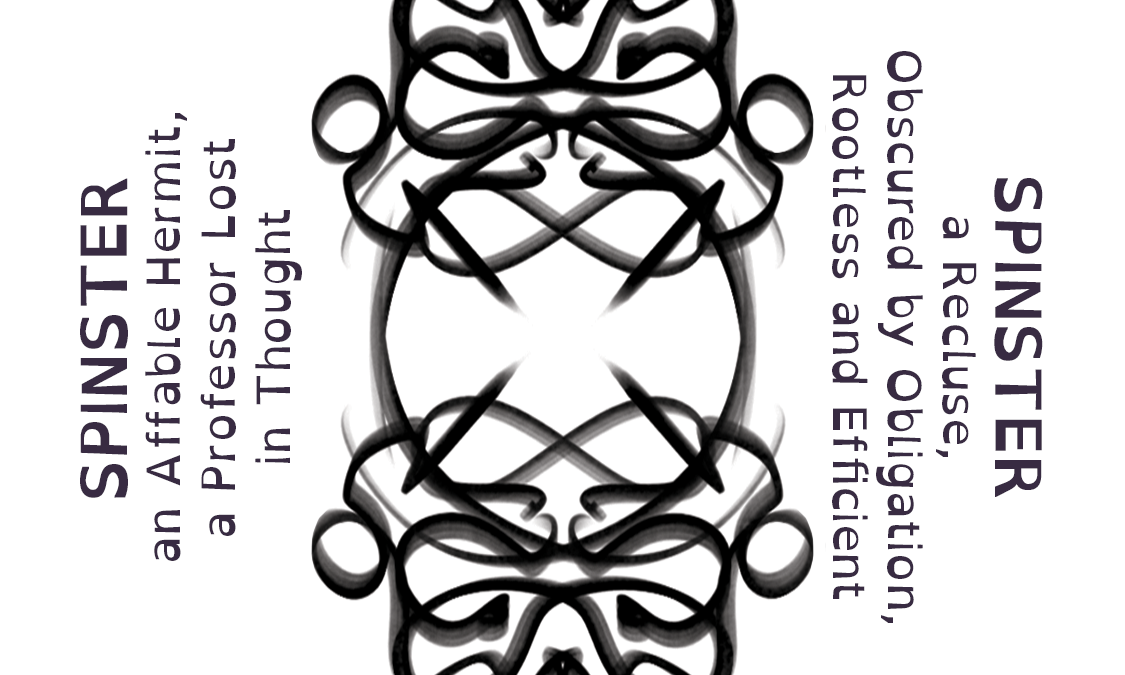 SPINSTER
an Affable Hermit,
a Professor Lost
in Thought
SPINSTER
a Recluse,
Obscured by Obligation,
Rootless and Efficient